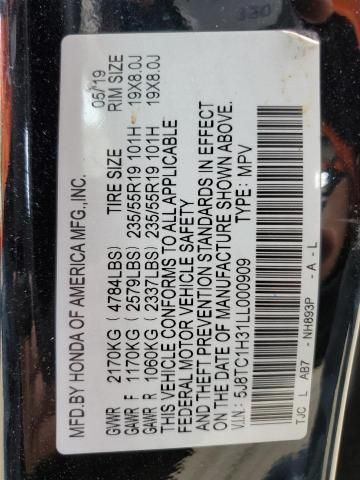 MFD.BY HONDA OF AMERICA MFG.,INC. 05/19
GVWR 2170KG ( 4784LBS) TIRE SIZE RIM SIZE
GAWR F 1170KG ( 2579LBS) 235/55R19 101H 19X8.0J
GAWR R 1060KG ( 2337LBS) 235/55R19 101H 19X8.0J
THIS VEHICLE CONFORMS TO ALL APPLICABLE
FEDERAL MOTOR VEHICLE SAFETY
AND THEFT PREVENTION STANDARDS IN EFFECT
ON THE DATE OF MANUFACTURE SHOWN ABOVE.
V.I.N.: 5J8TC1H31LL000909 TYPE: MPV
TJC L AB7 - NH893P - A - L